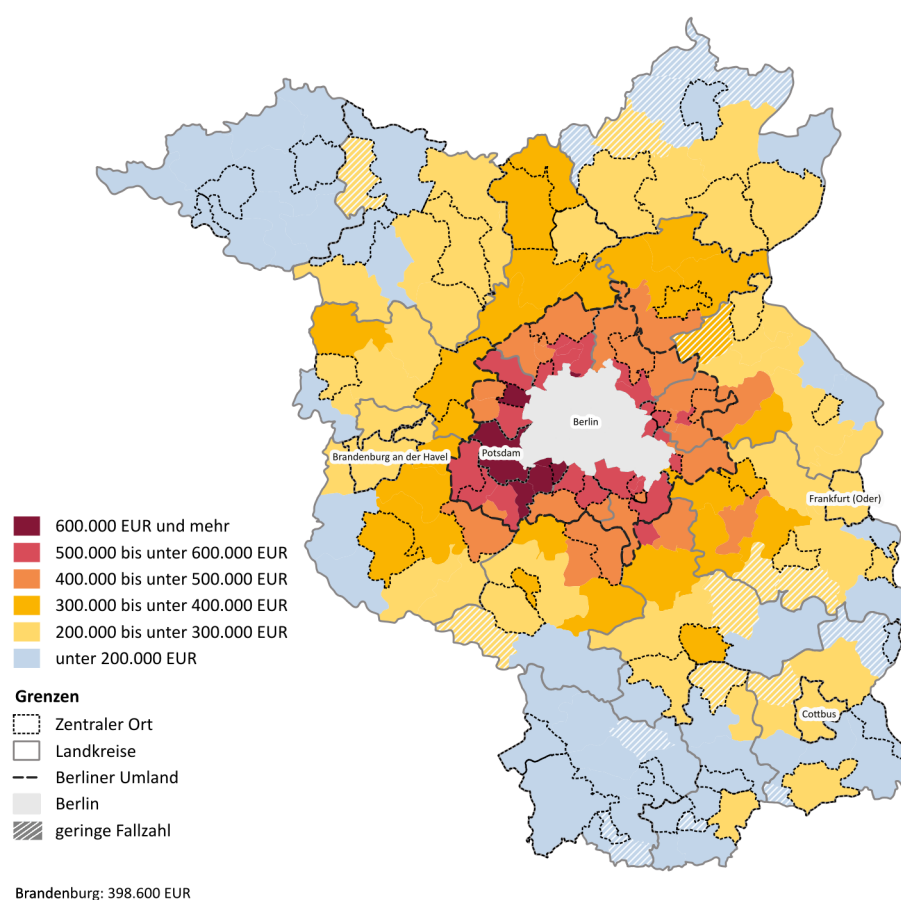 Berlin
Potsdam
Brandenburg an der Havel
Frankfurt (Oder)
Cottbus
600.000 EUR und mehr
500.000 bis unter 600.000 EUR
400.000 bis unter 500.000 EUR
300.000 bis unter 400.000 EUR
200.000 bis unter 300.000 EUR
unter 200.000 EUR
Grenzen
Zentraler Ort
Landkreise
Berliner Umland
Berlin
geringe Fallzahl
Brandenburg: 398.600 EUR